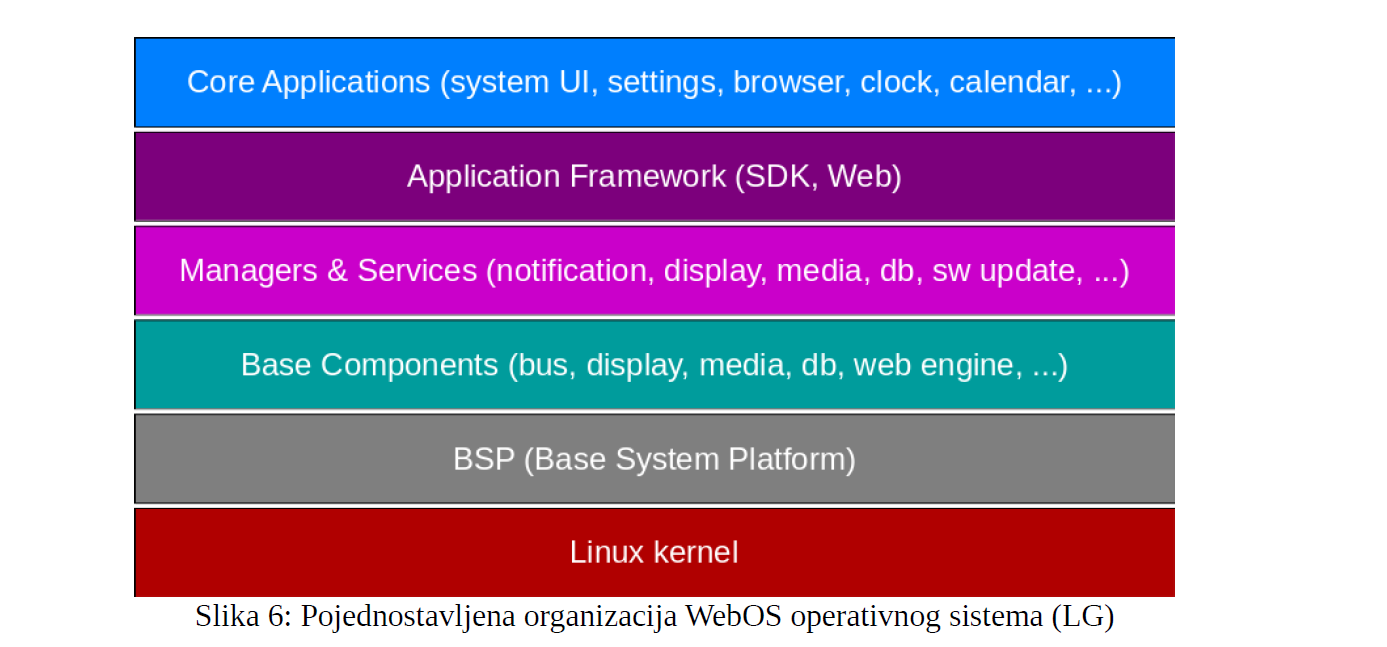 Core Applications (system UI, settings, browser, clock, calendar, ...)
Application Framework (SDK, Web)
Managers & Services (notification, display, media, db, sw update, ...)
Base Components (bus, display, media, db, web engine, ...)
BSP (Base System Platform)
Linux kernel
Slika 6: Pojednostavljena organizacija WebOS operativnog sistema (LG)